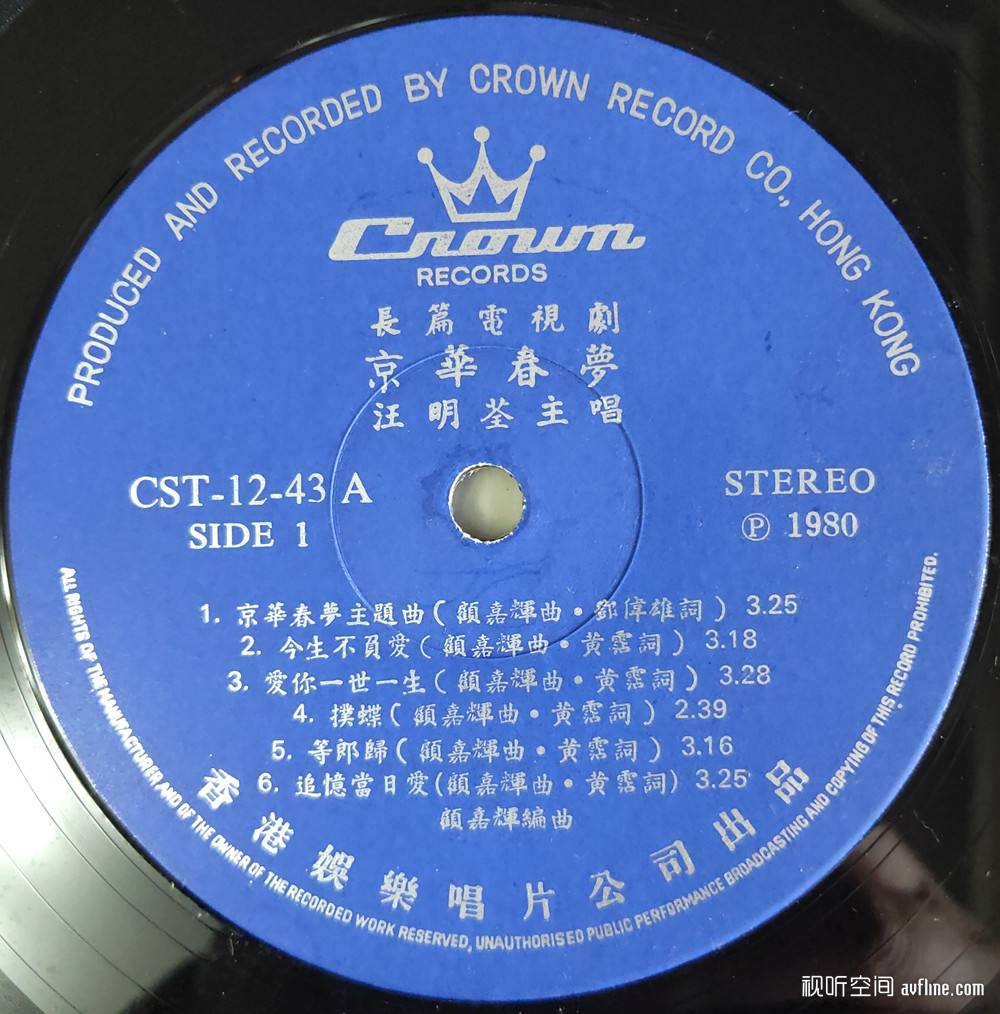 PRODUCED AND RECORDED BY CROWN RECORD CO., HONG KONG
Crown
RECORDS
長篇電視劇
京華春夢
汪明荃主唱
CST-12-43 A
SIDE 1
STEREO
Ⓟ 1980
1. 京華春夢主題曲(顧嘉輝曲•鄧偉雄詞) 3.25
2. 今生不負愛(顧嘉輝曲•黄霑詞) 3.18
3. 愛你一世一生(顧嘉輝曲•黄霑詞) 3.28
4. 撲蝶(顧嘉輝曲•黄霑詞) 2.39
5. 等郎歸(顧嘉輝曲•黄霑詞) 3.16
6. 追憶當日愛(顧嘉輝曲•黄霑詞) 3.25
顧嘉輝編曲
香港娛樂唱片公司出品
ALL RIGHTS OF THE MANUFACTURER AND OF THE OWNER OF THE RECORDED WORK RESERVED, UNAUTHORISED PUBLIC PERFORMANCE BROADCASTING AND COPYING OF THIS RECORD PROHIBITED.
视听空间 avfline.com